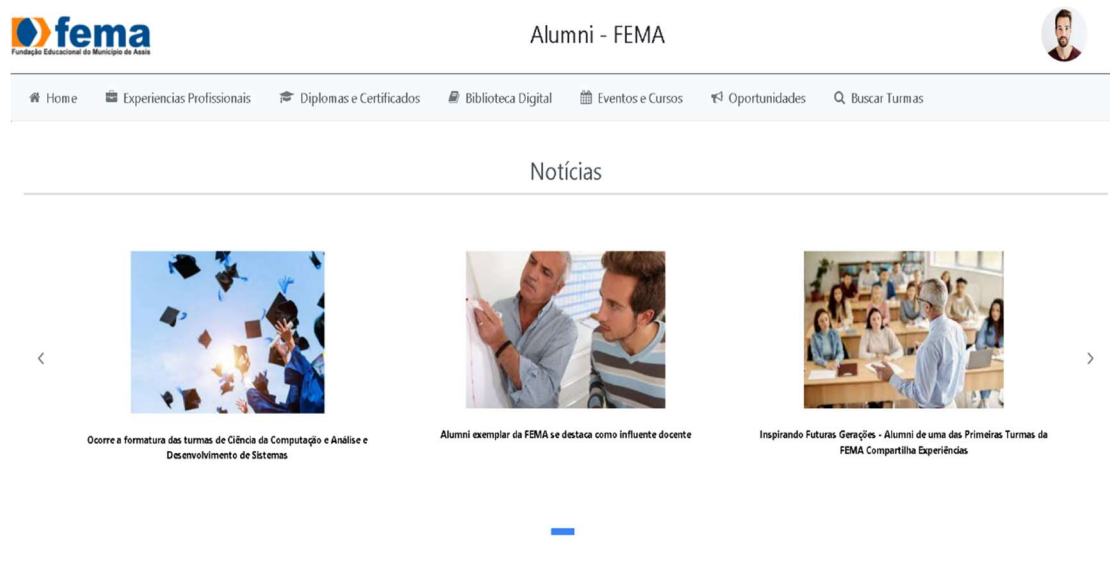 fema
Fundação Educacional do Município de Assis
Alumni - FEMA
Home
Experiencias Profissionais
Diplomas e Certificados
Biblioteca Digital
Eventos e Cursos
Oportunidades
Buscar Turmas
Notícias
Ocorre a formatura das turmas de Ciência da Computação e Análise e
Desenvolvimento de Sistemas
Alumni exemplar da FEMA se destaca como influente docente
Inspirando Futuras Gerações - Alumni de uma das Primeiras Turmas da
FEMA Compartilha Experiências